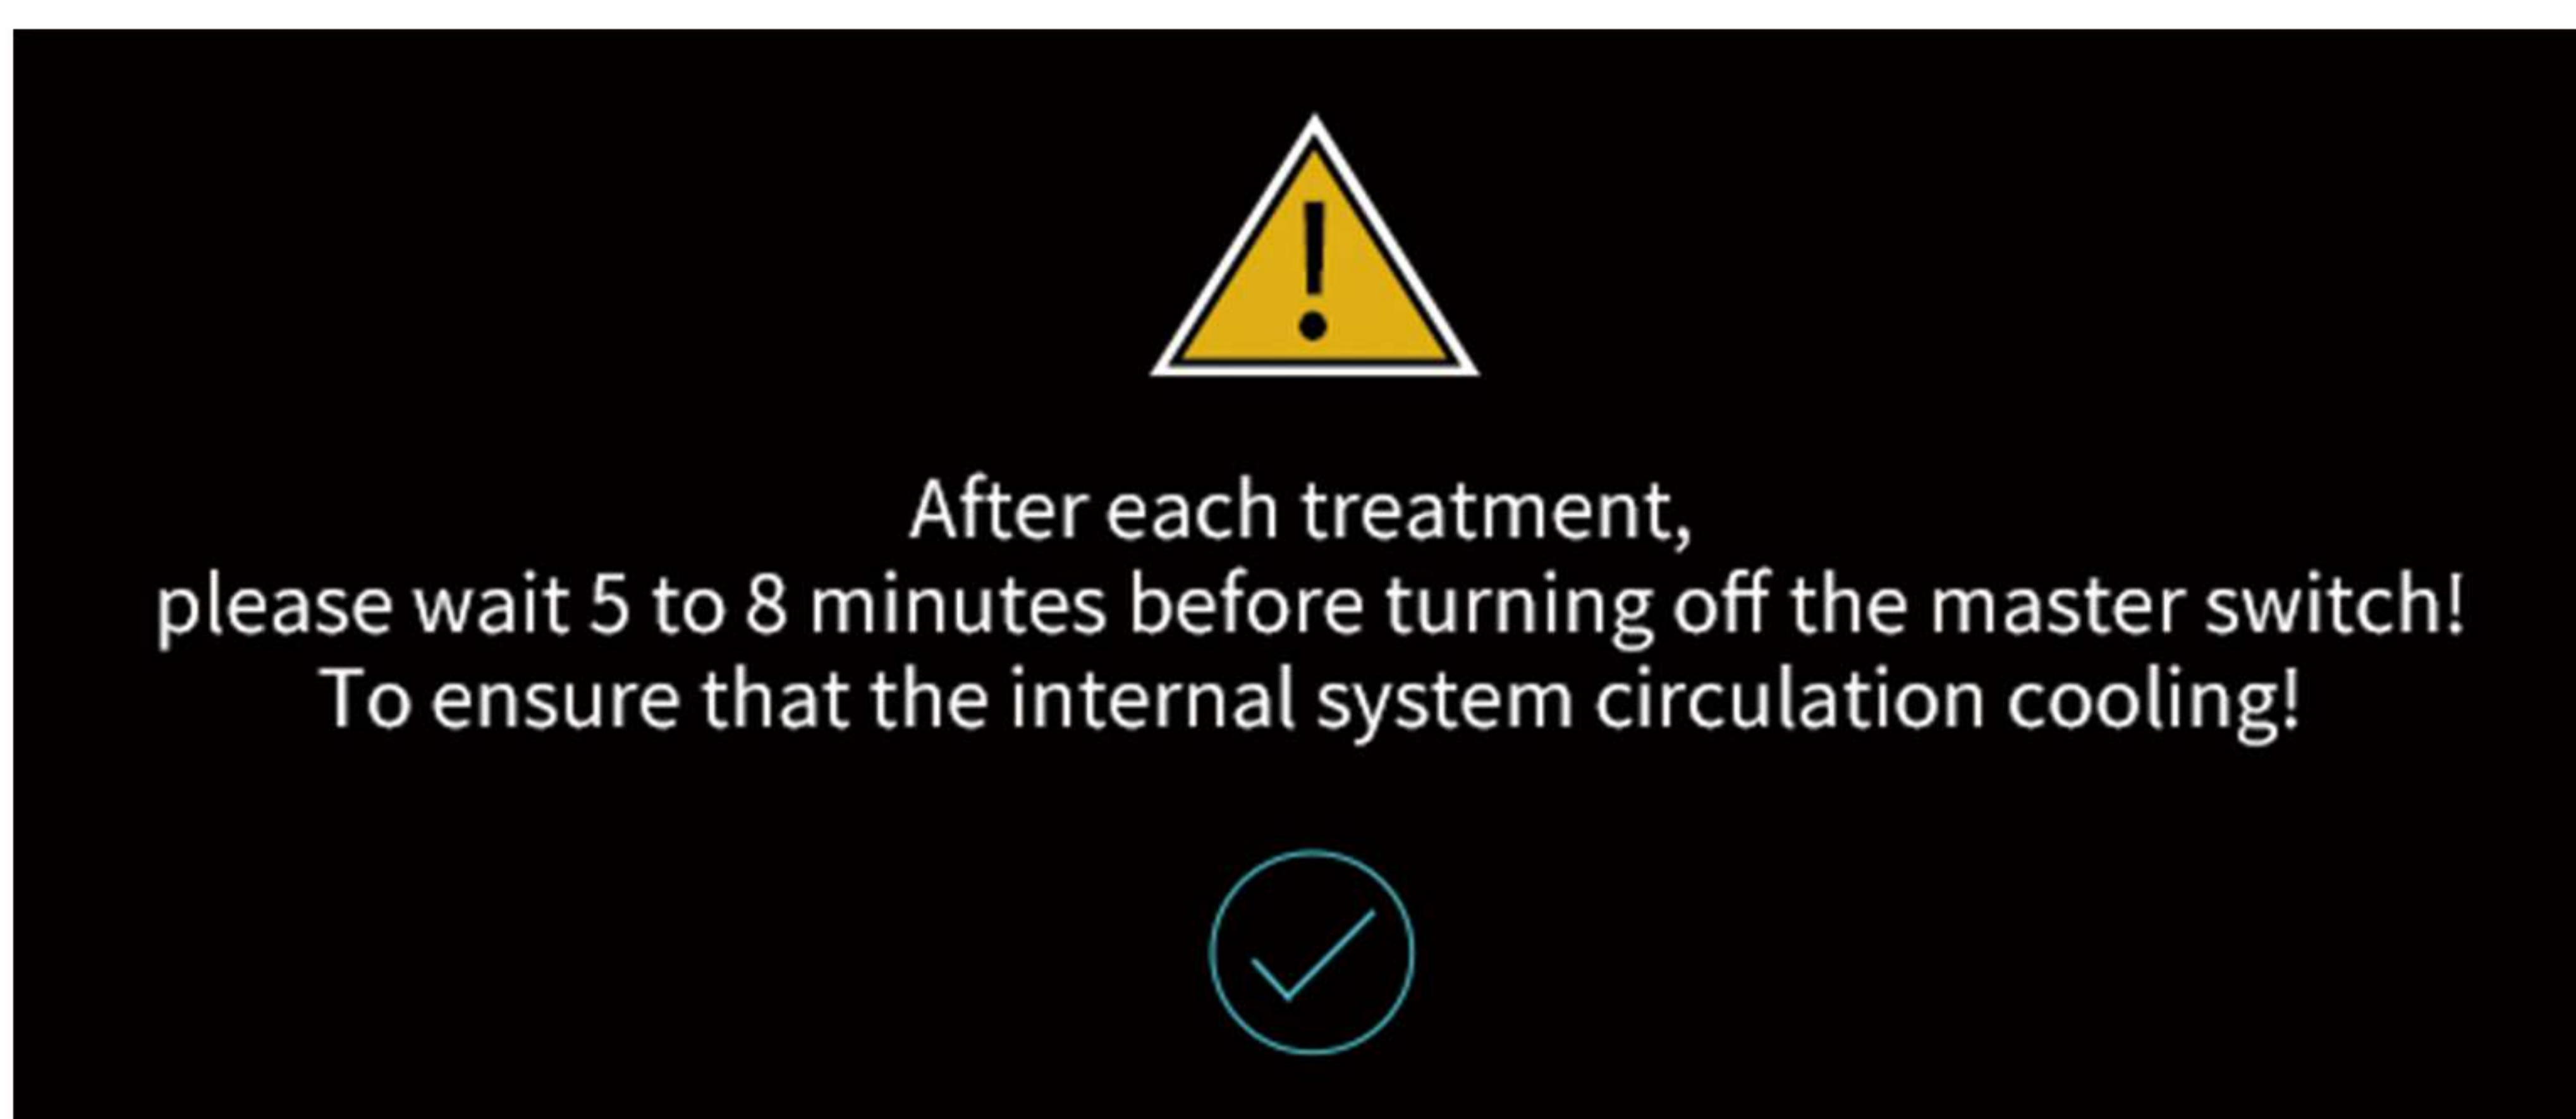 After each treatment,
please wait 5 to 8 minutes before turning off the master switch!
To ensure that the internal system circulation cooling!